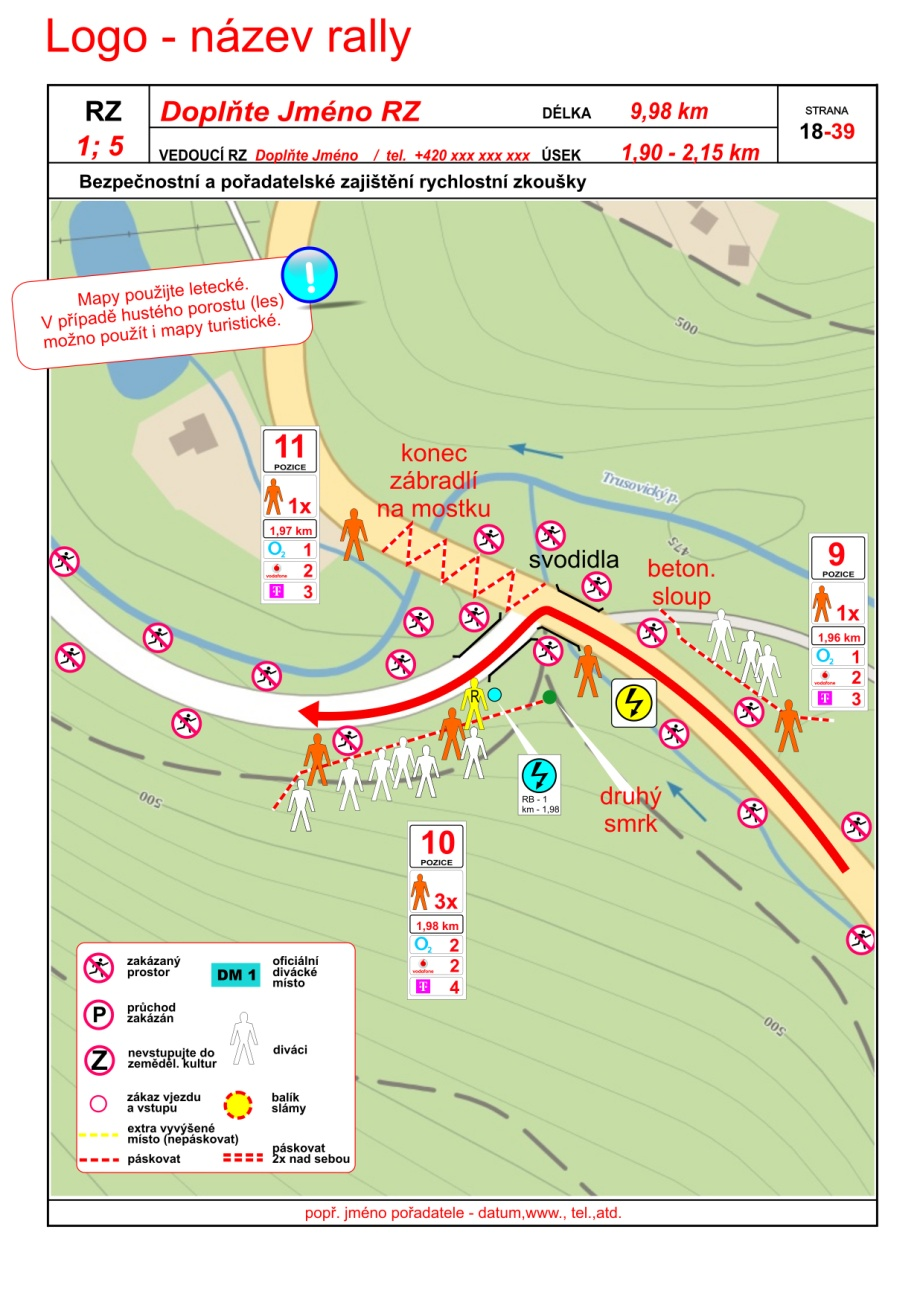 Logo - název rally
RZ
1; 5
Doplňte Jméno RZ
DÉLKA
9,98 km
STRANA
18-39
VEDOUCÍ RZ Doplňte Jméno / tel. +420 xxx xxx xxx
ÚSEK
1,90 - 2,15 km
Bezpečnostní a pořadatelské zajištění rychlostní zkoušky
Mapy použijte letecké.
V případě hustého porostu (les)
možno použít i mapy turistické.
!
500
11
POZICE
1x
1,97 km
O2 1
vodafone 2
T 3
konec
zábradlí
na mostku
Trusovický p.
475
svodidla
beton.
sloup
9
POZICE
1x
1,96 km
O2 1
vodafone 2
T 3
R
RB - 1
km - 1,98
druhý
smrk
500
10
POZICE
3x
1,98 km
O2 2
vodafone 2
T 4
500
zakázaný
prostor
DM 1
oficiální
divácké
místo
P
průchod
zakázán
diváci
Z
nevstupujte do
zeměděl. kultur
zákaz vjezdu
a vstupu
balík
slámy
extra vyvýšené
místo (nepáskovat)
páskovat
páskovat
2x nad sebou
popř. jméno pořadatele - datum,www., tel.,atd.